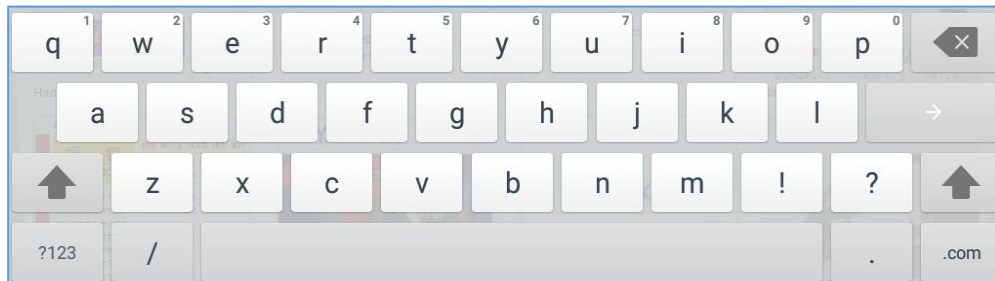 q 1 w 2 e 3 r 4 t 5 y 6 u 7 i 8 o 9 p 0
a s d f g h j k l
z x c v b n m ! ?
?123 / . .com